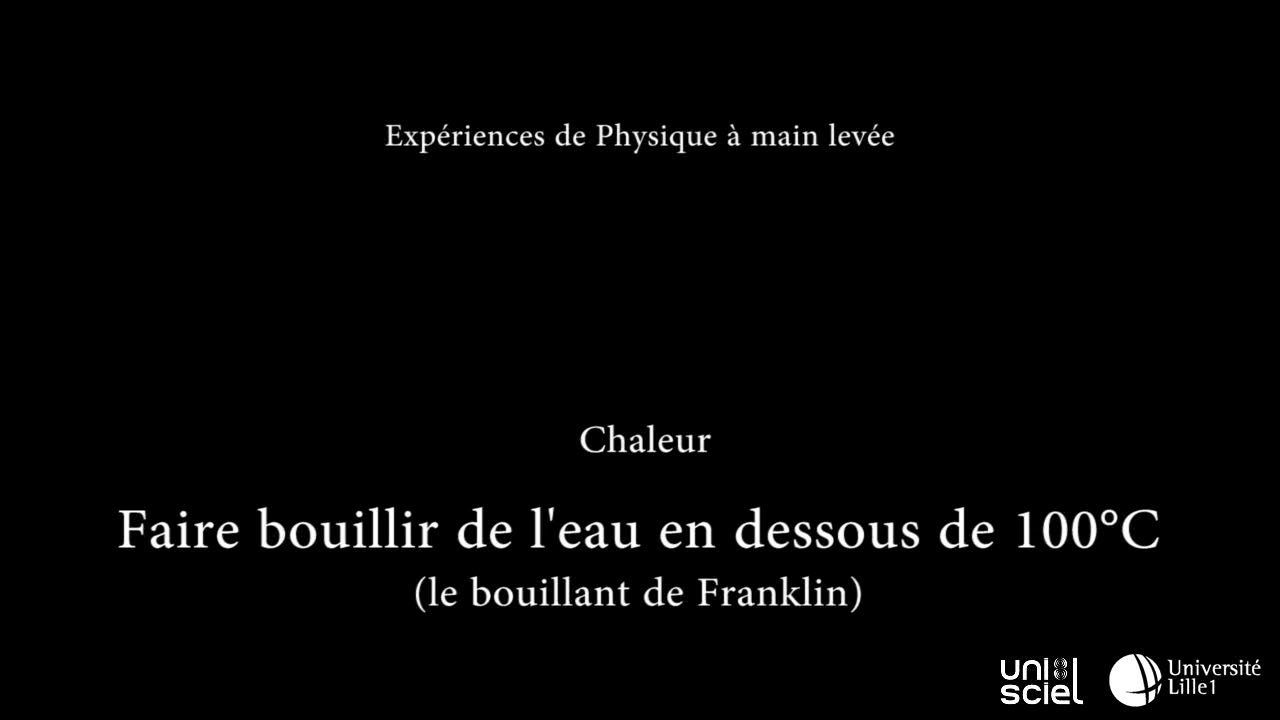 Expériences de Physique à main levée
Chaleur
Faire bouillir de l'eau en dessous de 100°C
(le bouillant de Franklin)
uni
sciel
Université
Lille1